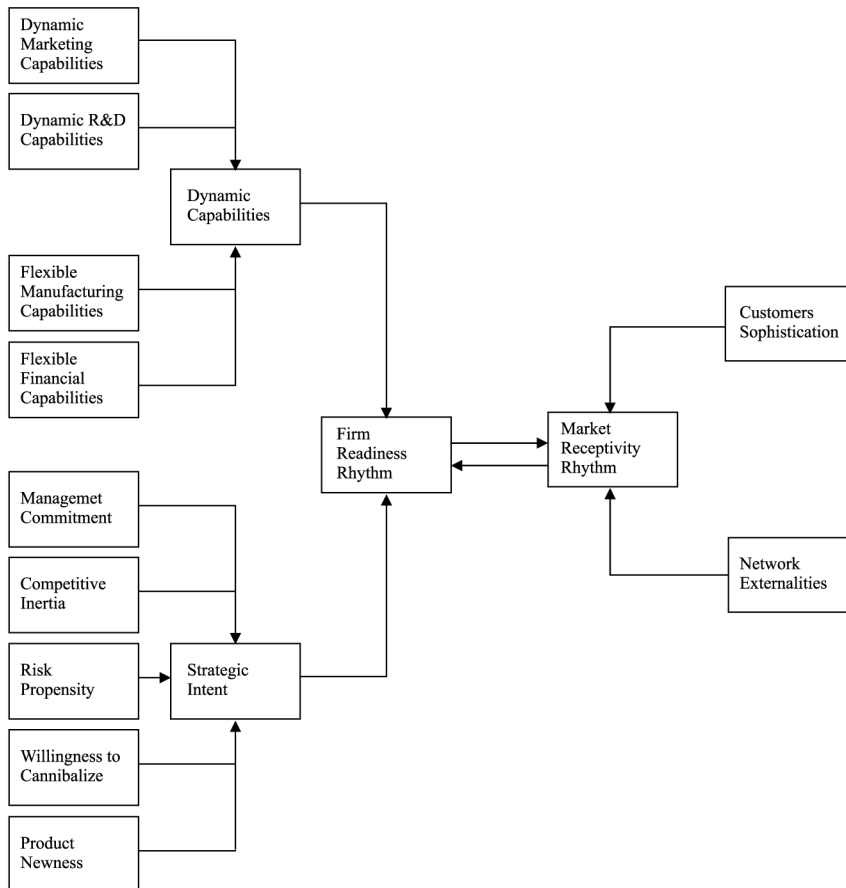 Dynamic
Marketing
Capabilities
Dynamic R&D
Capabilities
Dynamic
Capabilities
Flexible
Manufacturing
Capabilities
Flexible
Financial
Capabilities
Customers
Sophistication
Firm
Readiness
Rhythm
Market
Receptivity
Rhythm
Managemet
Commitment
Competitive
Inertia
Network
Externalities
Risk
Propensity
Strategic
Intent
Willingness to
Cannibalize
Product
Newness